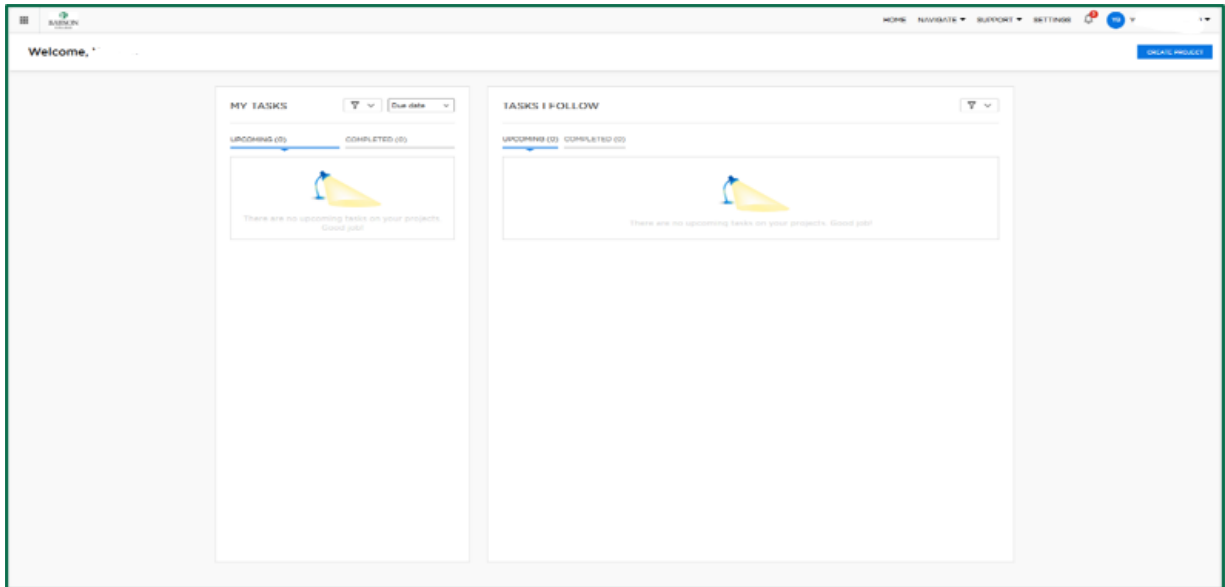 BABSON
HOME NAVIGATE SUPPORT SETTINGS
Welcome,
CREATE PROJECT
MY TASKS
Due date
TASKS I FOLLOW
UPCOMING (0) COMPLETED (0)
UPCOMING (0) COMPLETED (0)
There are no upcoming tasks on your projects.
Good job!
There are no upcoming tasks on your projects. Good job!